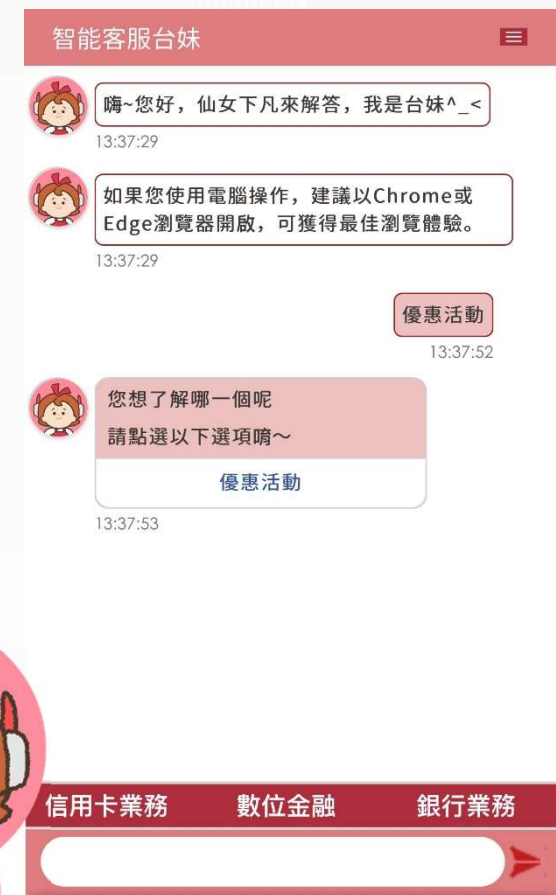 智能客服台妹
嗨~您好，仙女下凡來解答，我是台妹^_<
13:37:29
如果您使用電腦操作，建議以Chrome或
Edge瀏覽器開啟，可獲得最佳瀏覽體驗。
13:37:29
優惠活動
13:37:52
您想了解哪一個呢
請點選以下選項唷～
優惠活動
13:37:53
信用卡業務 數位金融 銀行業務